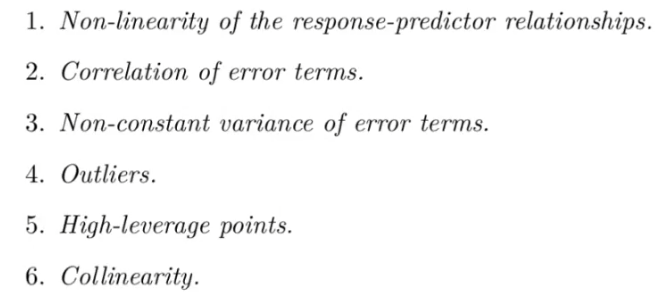 1. Non-linearity of the response-predictor relationships.
2. Correlation of error terms.
3. Non-constant variance of error terms.
4. Outliers.
5. High-leverage points.
6. Collinearity.